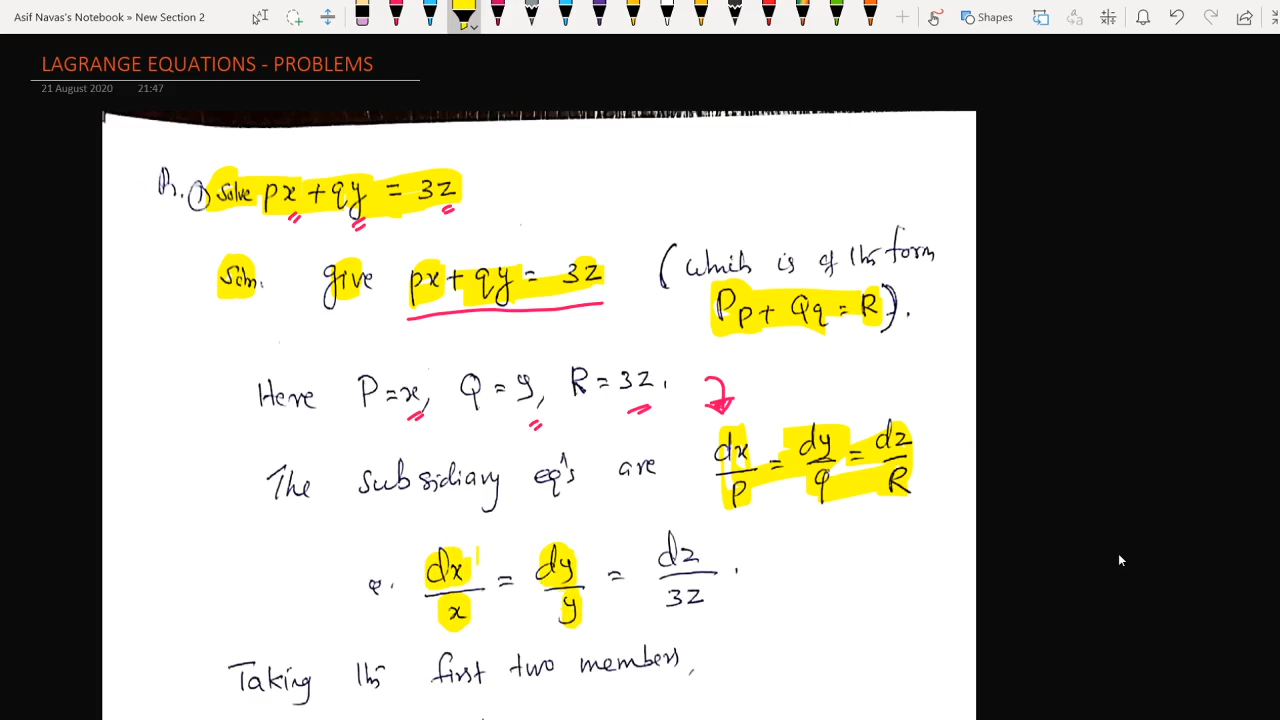 Asif Navas's Notebook » New Section 2
Shapes
LAGRANGE EQUATIONS - PROBLEMS
21 August 2020 21:47
① Solve px + qy = 3z
Soln. give px + qy = 3z (which is of the form
Pp + Qq = R).
Here P = x, Q = y, R = 3z.
The subsidiary eqns are dx/P = dy/Q = dz/R
dx/x = dy/y = dz/3z.
Taking the first two members,